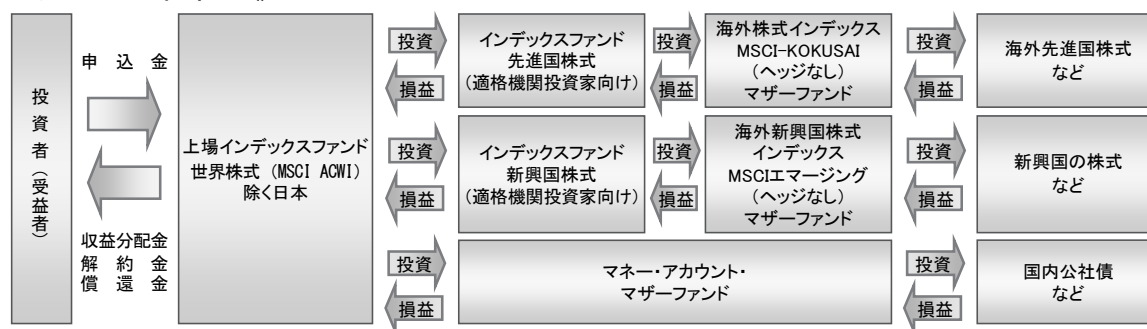 投資者（受益者）
申込金
収益分配金
解約金
償還金
上場インデックスファンド
世界株式（MSCI ACWI）
除く日本
投資
損益
インデックスファンド
先進国株式
（適格機関投資家向け）
投資
損益
海外株式インデックス
MSCI-KOKUSAI
（ヘッジなし）
マザーファンド
投資
損益
海外先進国株式
など
投資
損益
インデックスファンド
新興国株式
（適格機関投資家向け）
投資
損益
海外新興国株式
インデックス
MSCIエマージング
（ヘッジなし）
マザーファンド
投資
損益
新興国の株式
など
投資
損益
マネー・アカウント・
マザーファンド
投資
損益
国内公社債
など